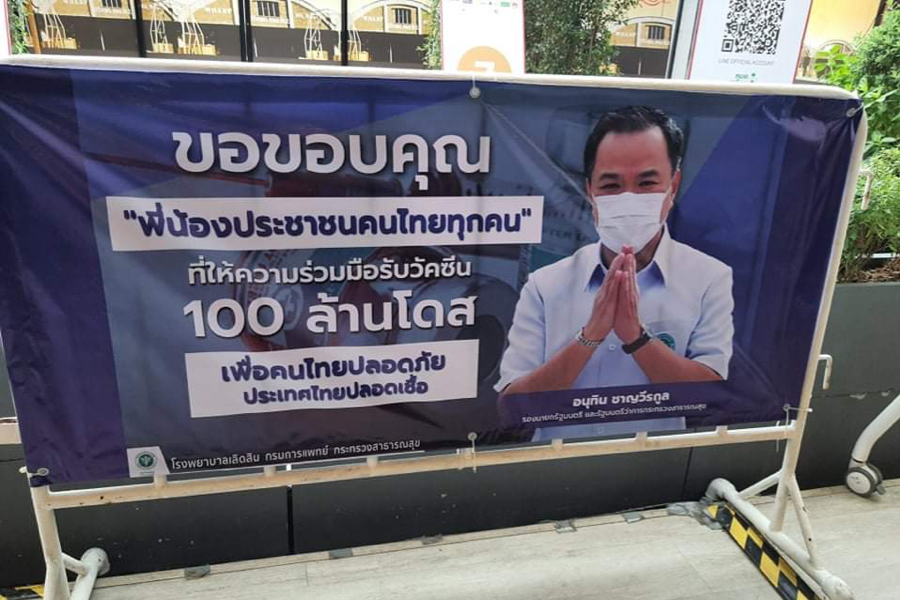 ขอขอบคุณ
"พี่น้องประชาชนคนไทยทุกคน"
ที่ให้ความร่วมมือรับวัคซีน
100 ล้านโดส
เพื่อคนไทยปลอดภัย
ประเทศไทยปลอดเชื้อ
อนุทิน ชาญวีรกูล
รองนายกรัฐมนตรี และรัฐมนตรีว่าการกระทรวงสาธารณสุข
โรงพยาบาลเลิดสิน กรมการแพทย์ กระทรวงสาธารณสุข
LINE OFFICIAL ACCOUNT